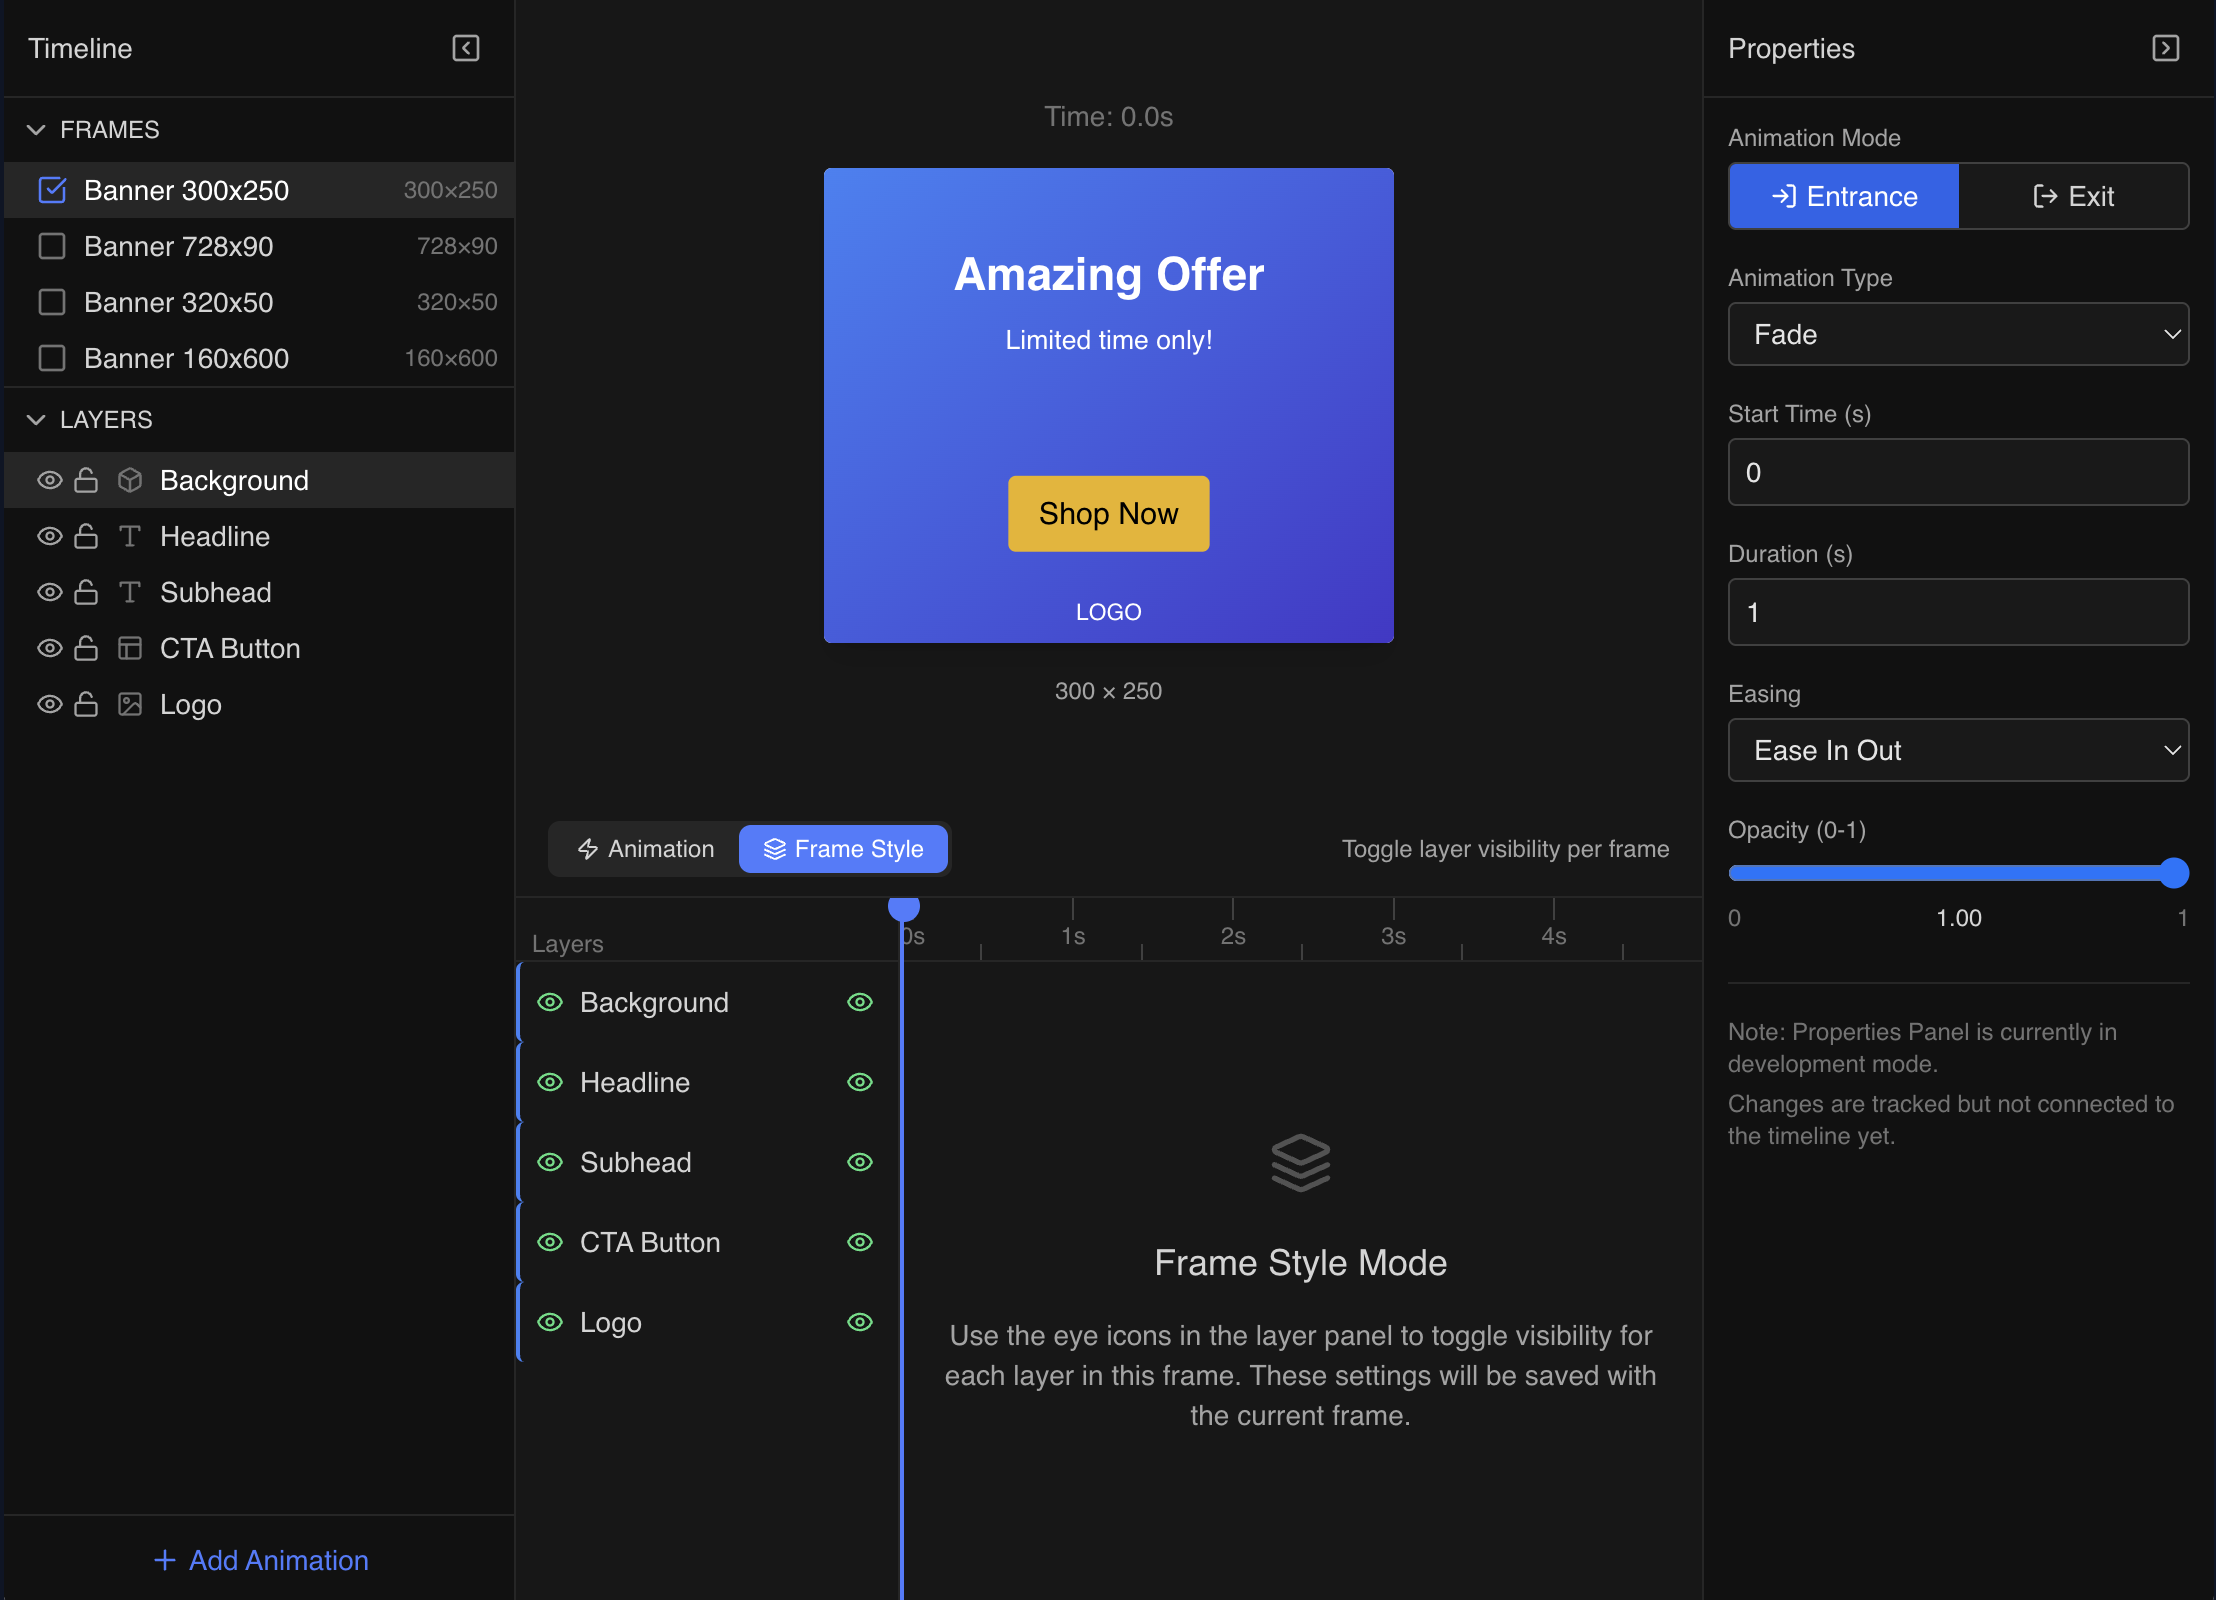 Timeline
FRAMES
Banner 300x250 300×250
Banner 728x90 728×90
Banner 320x50 320×50
Banner 160x600 160×600
LAYERS
Background
Headline
Subhead
CTA Button
Logo
+ Add Animation
Time: 0.0s
Amazing Offer
Limited time only!
Shop Now
LOGO
300 × 250
Animation Frame Style Toggle layer visibility per frame
Layers 0s 1s 2s 3s 4s
Background
Headline
Subhead
CTA Button
Logo
Frame Style Mode
Use the eye icons in the layer panel to toggle visibility for
each layer in this frame. These settings will be saved with
the current frame.
Properties
Animation Mode
Entrance Exit
Animation Type
Fade
Start Time (s)
0
Duration (s)
1
Easing
Ease In Out
Opacity (0-1)
0 1.00 1
Note: Properties Panel is currently in
development mode.
Changes are tracked but not connected to
the timeline yet.